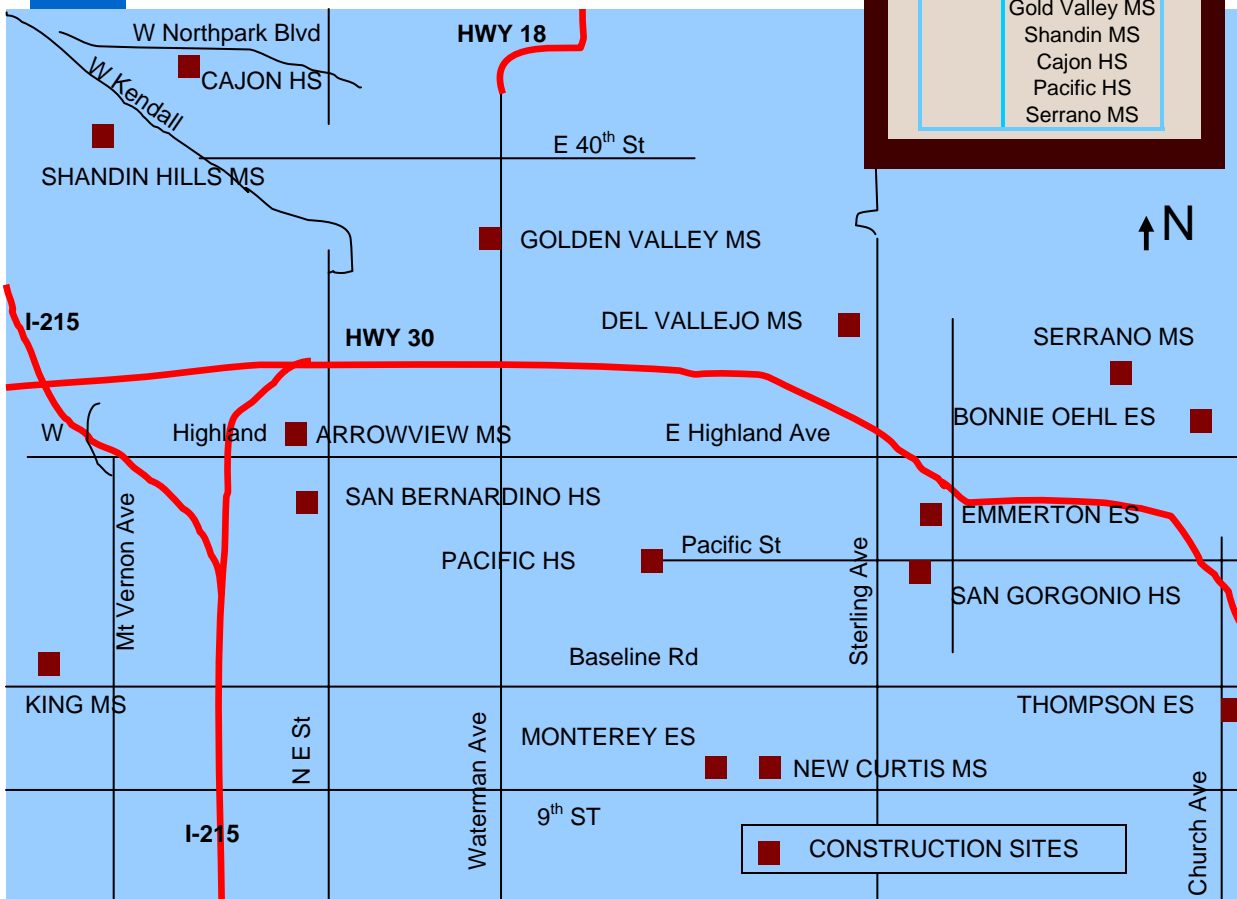 Gold Valley MS
Shandin MS
Cajon HS
Pacific HS
Serrano MS
W Northpark Blvd
HWY 18
CAJON HS
W Kendall
E 40th St
SHANDIN HILLS MS
N
GOLDEN VALLEY MS
I-215
DEL VALLEJO MS
HWY 30
SERRANO MS
BONNIE OEHL ES
W Highland
ARROWVIEW MS
E Highland Ave
SAN BERNARDINO HS
EMMERTON ES
Mt Vernon Ave
PACIFIC HS
Pacific St
Sterling Ave
SAN GORGONIO HS
Baseline Rd
KING MS
THOMPSON ES
N E St
Waterman Ave
MONTEREY ES
NEW CURTIS MS
9th ST
I-215
Church Ave
CONSTRUCTION SITES